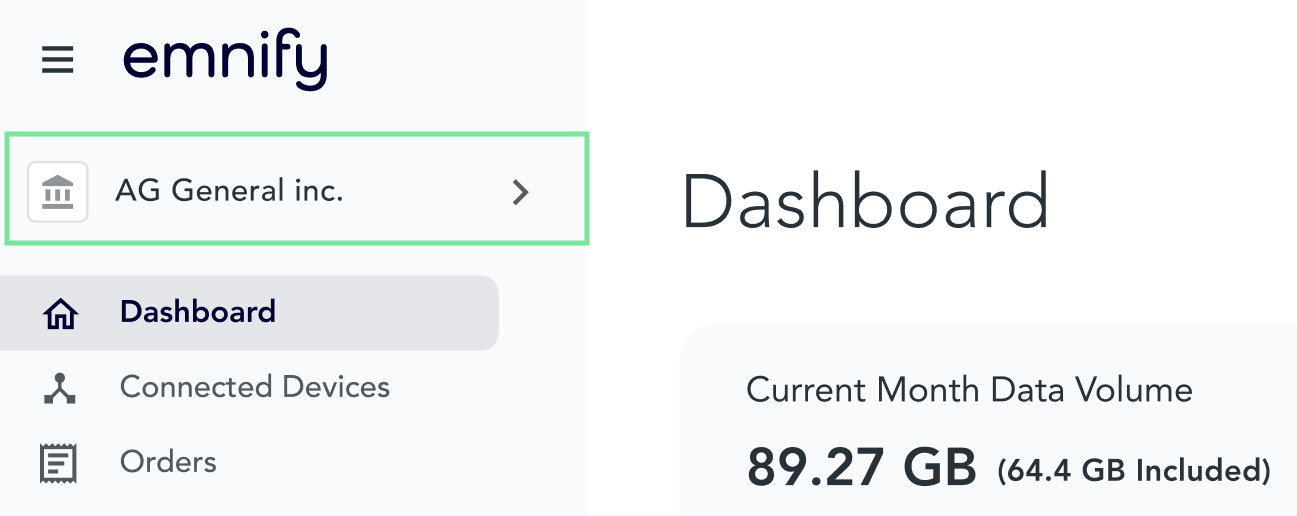 emnify
AG General inc.
Dashboard
Connected Devices
Orders
Dashboard
Current Month Data Volume
89.27 GB (64.4 GB Included)